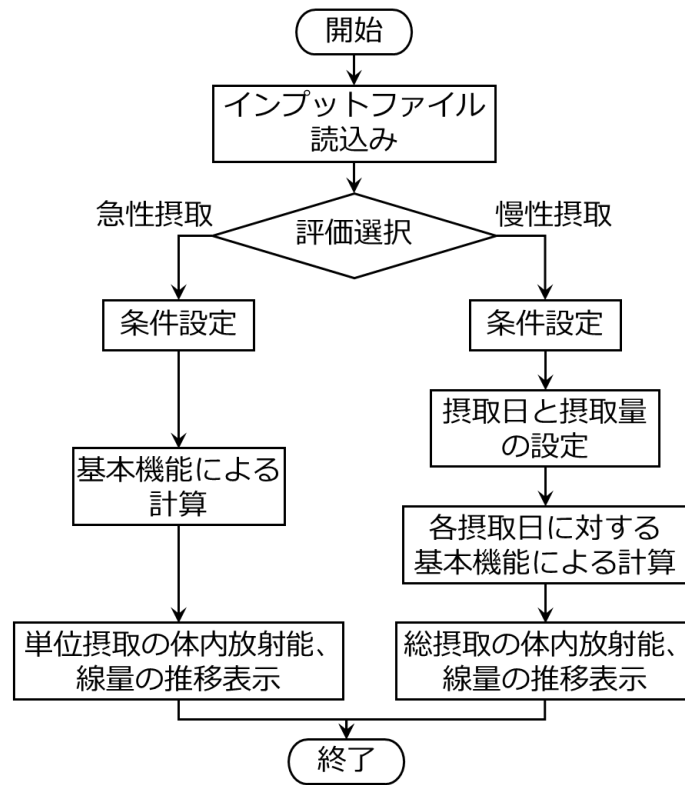 開始
インプットファイル
読込み
急性摂取
評価選択
慢性摂取
条件設定
基本機能による
計算
単位摂取の体内放射能、
線量の推移表示
条件設定
摂取日と摂取量
の設定
各摂取日に対する
基本機能による計算
総摂取の体内放射能、
線量の推移表示
終了